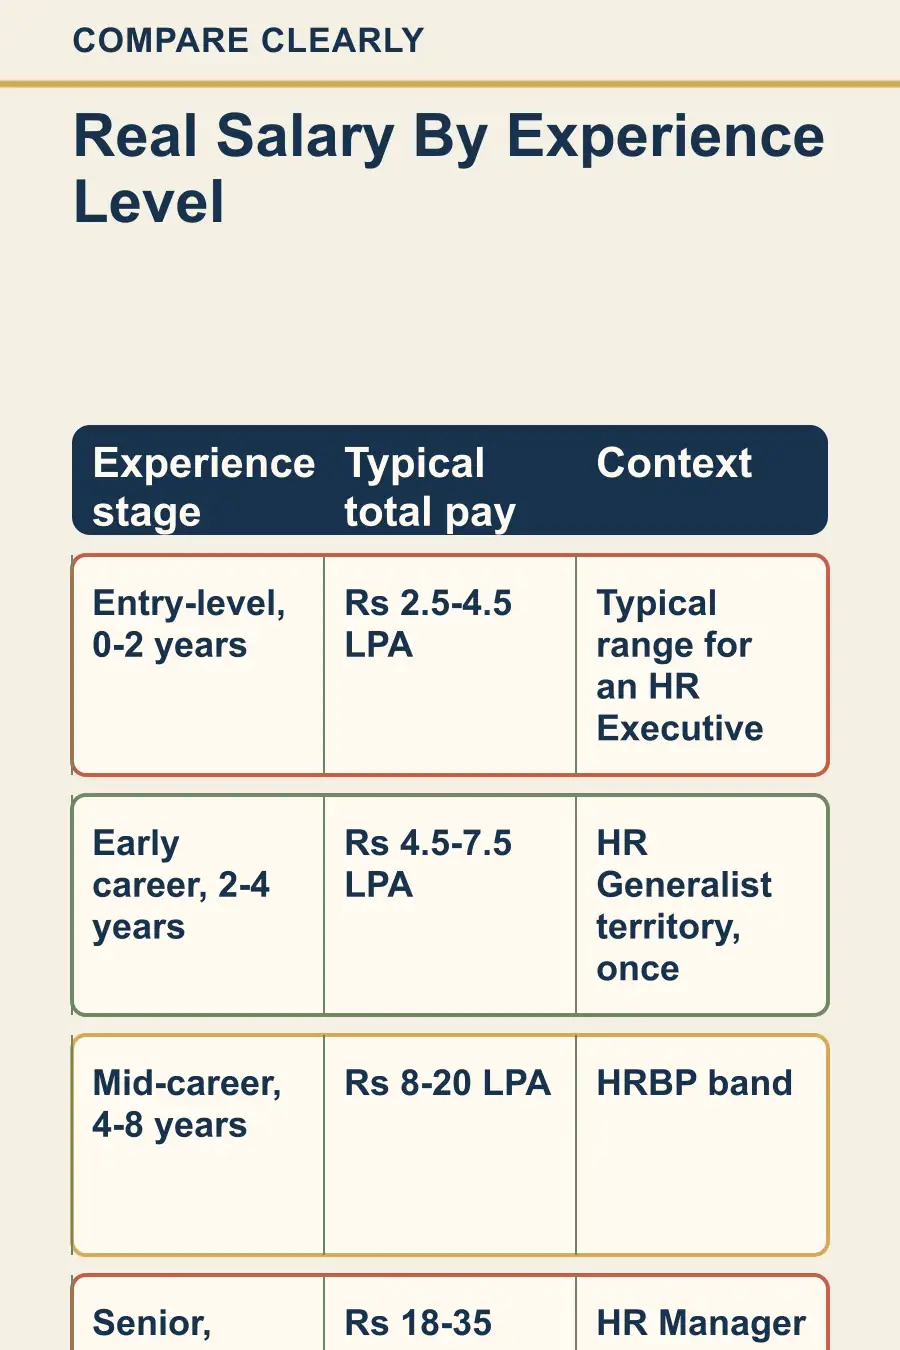 COMPARE CLEARLY
Real Salary By Experience
Level
Experience stage Typical total pay Context
Entry-level,
0-2 years
Rs 2.5-4.5
LPA
Typical
range for
an HR
Executive
Early
career, 2-4
years
Rs 4.5-7.5
LPA
HR
Generalist
territory,
once
Mid-career,
4-8 years
Rs 8-20 LPA
HRBP band
Senior,
Rs 18-35
HR Manager